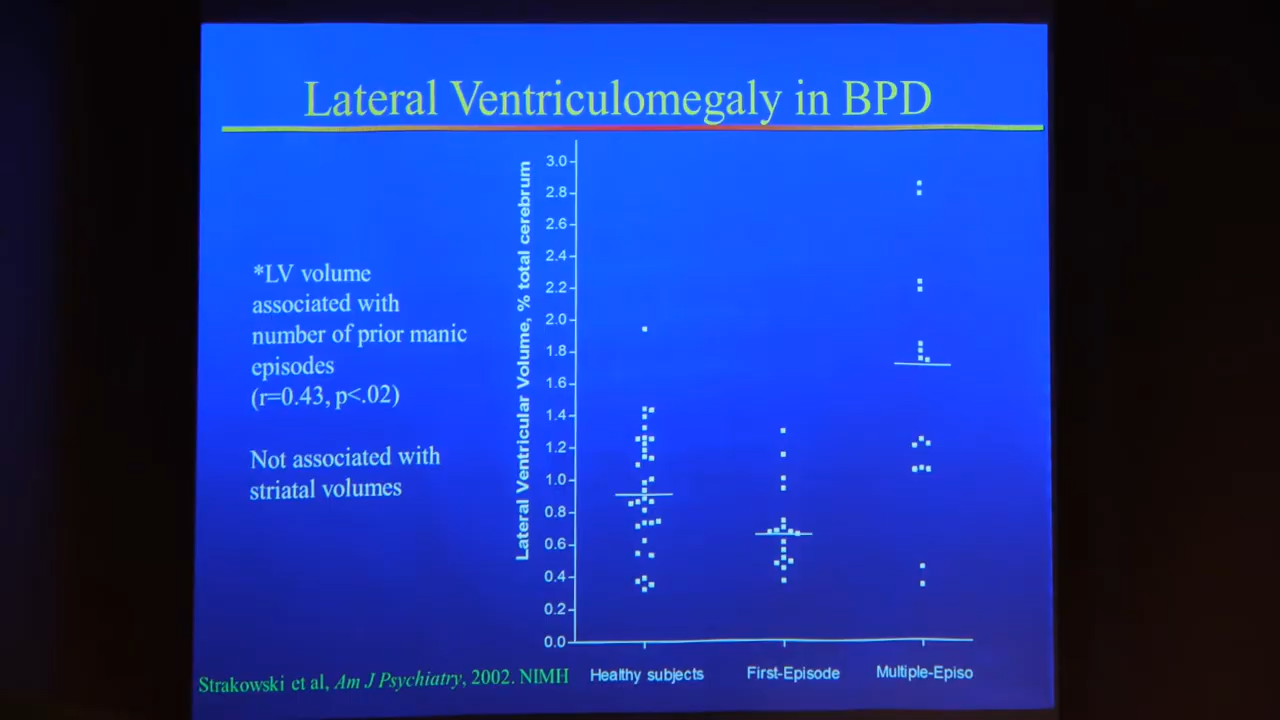 Lateral Ventriculomegaly in BPD
*LV volume
associated with
number of prior manic
episodes
(r=0.43, p<.02)
Not associated with
striatal volumes
Lateral Ventricular Volume, % total cerebrum
3.0
2.8
2.6
2.4
2.2
2.0
1.8
1.6
1.4
1.2
1.0
0.8
0.6
0.4
0.2
0.0
Healthy subjects
First-Episode
Multiple-Episo
Strakowski et al, Am J Psychiatry, 2002. NIMH